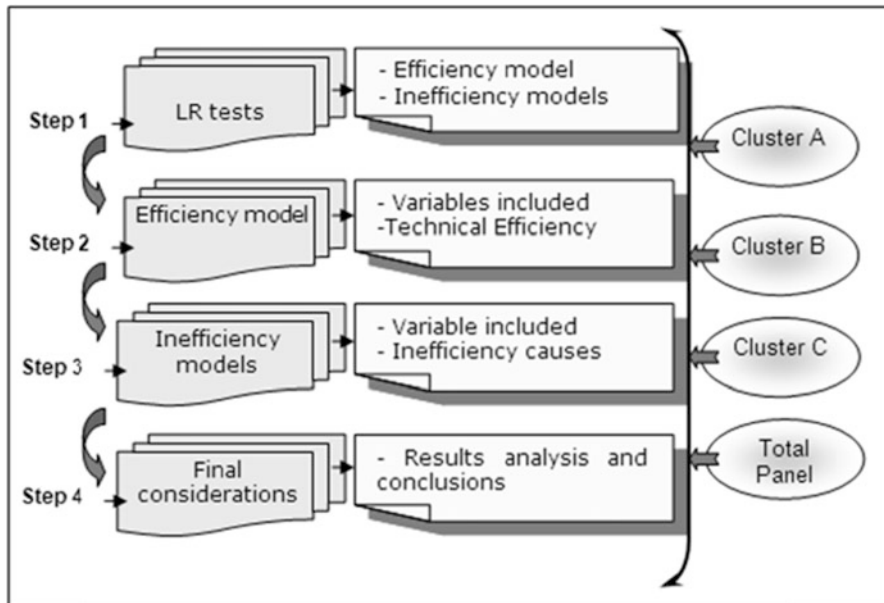 Step 1
LR tests
- Efficiency model
- Inefficiency models
Cluster A
Step 2
Efficiency model
- Variables included
-Technical Efficiency
Cluster B
Step 3
Inefficiency
models
- Variable included
- Inefficiency causes
Cluster C
Step 4
Final
considerations
- Results analysis and
conclusions
Total
Panel